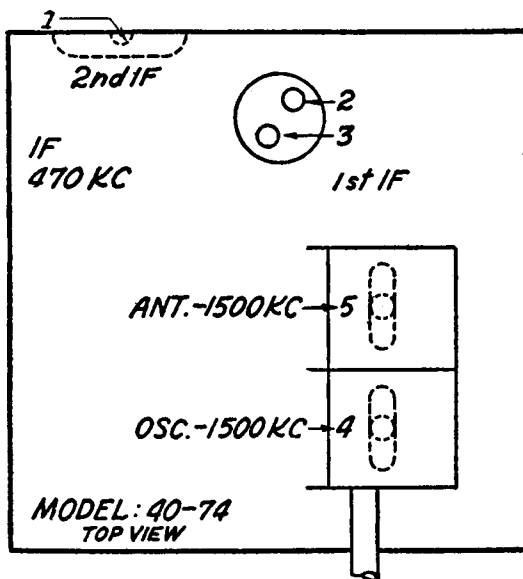 1
2nd IF
2
3
IF
470 KC
1st IF
ANT.-1500KC 5
OSC.-1500KC 4
MODEL: 40-74
TOP VIEW